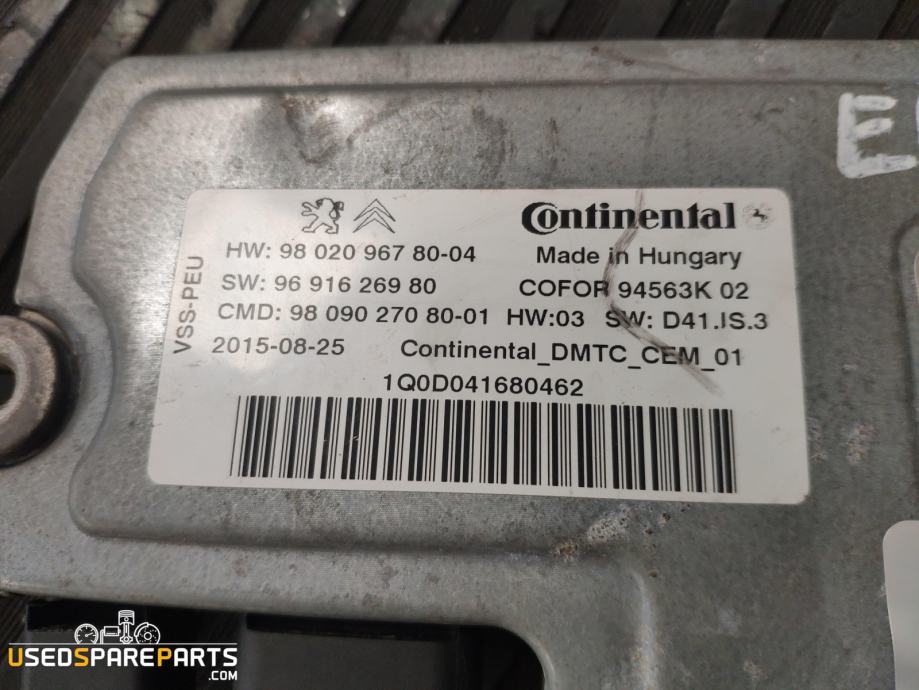 E
VSS-PEU
Continental
HW: 98 020 967 80-04 Made in Hungary
SW: 96 916 269 80 COFOR 94563K 02
CMD: 98 090 270 80-01 HW:03 SW: D41.IS.3
2015-08-25 Continental_DMTC_CEM_01
1Q0D041680462
USEDSPAREPARTS
.COM